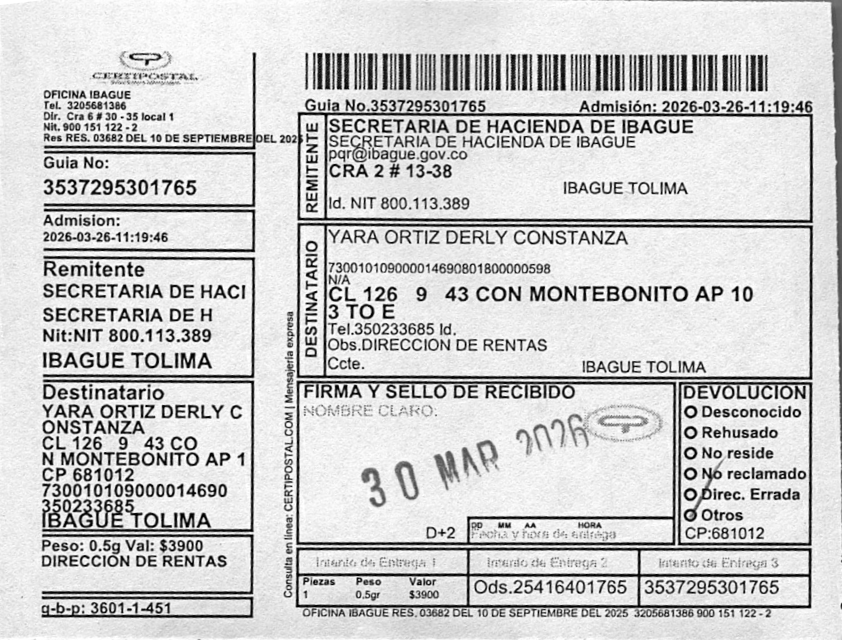 CERTIPOSTAL
OFICINA IBAGUE
Tel. 3205681386
Dir. Cra 6 # 30 - 35 local 1
Nit. 900 151 122 - 2
Res RES. 03682 DEL 10 DE SEPTIEMBRE DEL 2025
Guia No:
3537295301765
Admision:
2026-03-26-11:19:46
Remitente
SECRETARIA DE HACI
SECRETARIA DE H
Nit:NIT 800.113.389
IBAGUE TOLIMA
Destinatario
YARA ORTIZ DERLY C
ONSTANZA
CL 126 9 43 CO
N MONTEBONITO AP 1
CP 681012
730010109000014690
350233685
IBAGUE TOLIMA
Peso: 0.5g Val: $3900
DIRECCION DE RENTAS
g-b-p: 3601-1-451
Consulta en línea: CERTIPOSTAL.COM | Mensajería expresa
Guia No.3537295301765 Admisión: 2026-03-26-11:19:46
REMITENTE
SECRETARIA DE HACIENDA DE IBAGUE
SECRETARIA DE HACIENDA DE IBAGUE
pqr@ibague.gov.co
CRA 2 # 13-38
IBAGUE TOLIMA
Id. NIT 800.113.389
DESTINATARIO
YARA ORTIZ DERLY CONSTANZA
730010109000014690801800000598
N/A
CL 126 9 43 CON MONTEBONITO AP 10
3 TO E
Tel.350233685 Id.
Obs.DIRECCION DE RENTAS
Ccte. IBAGUE TOLIMA
FIRMA Y SELLO DE RECIBIDO
NOMBRE CLARO:
30 MAR 2026
D+2
DD MM AA HORA
Fecha y hora de entrega
DEVOLUCION
Desconocido
Rehusado
No reside
No reclamado
Direc. Errada
Otros
CP:681012
Intento de Entrega 1 Intento de Entrega 2 Intento de Entrega 3
Piezas Peso Valor
1 0.5gr $3900
Ods.25416401765 3537295301765
OFICINA IBAGUE RES. 03682 DEL 10 DE SEPTIEMBRE DEL 2025 3205681386 900 151 122 - 2